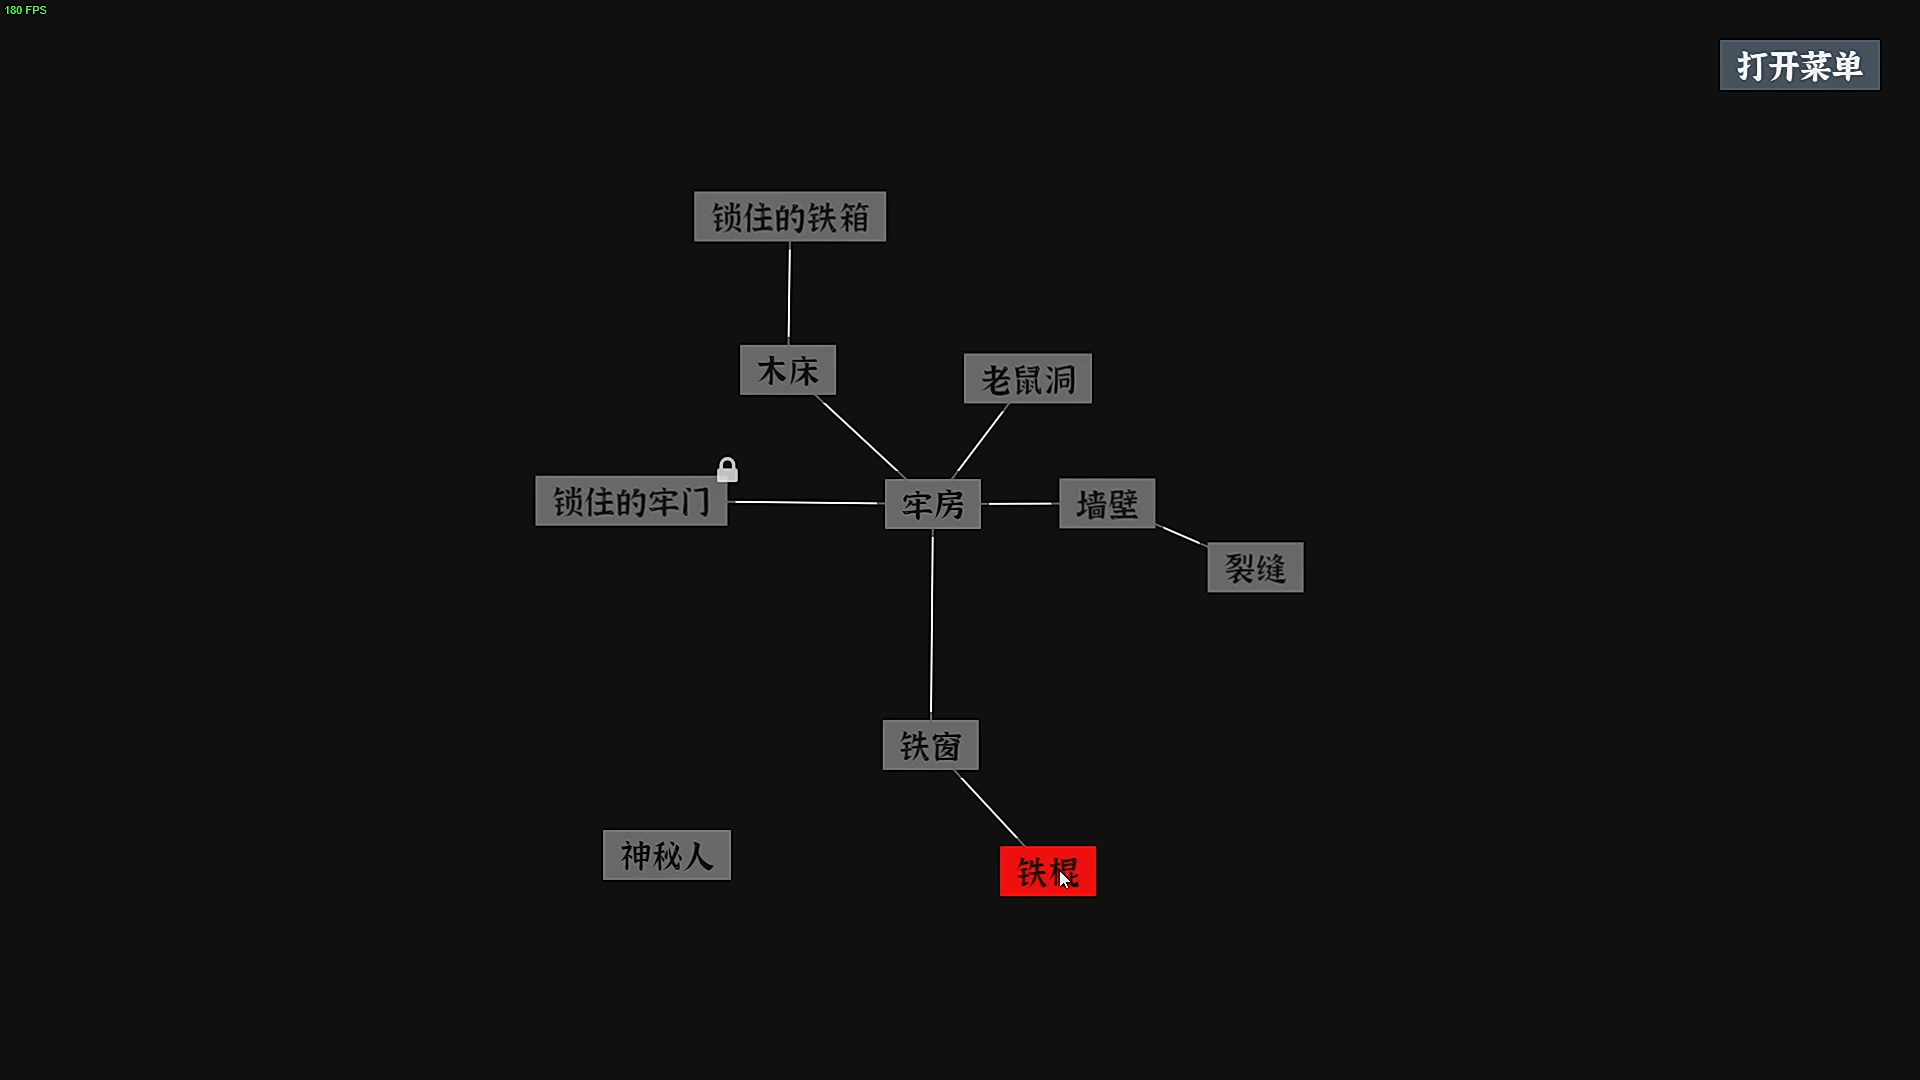 180 FPS
打开菜单
锁住的铁箱
木床
老鼠洞
锁住的牢门
牢房
墙壁
裂缝
铁窗
神秘人
铁棍